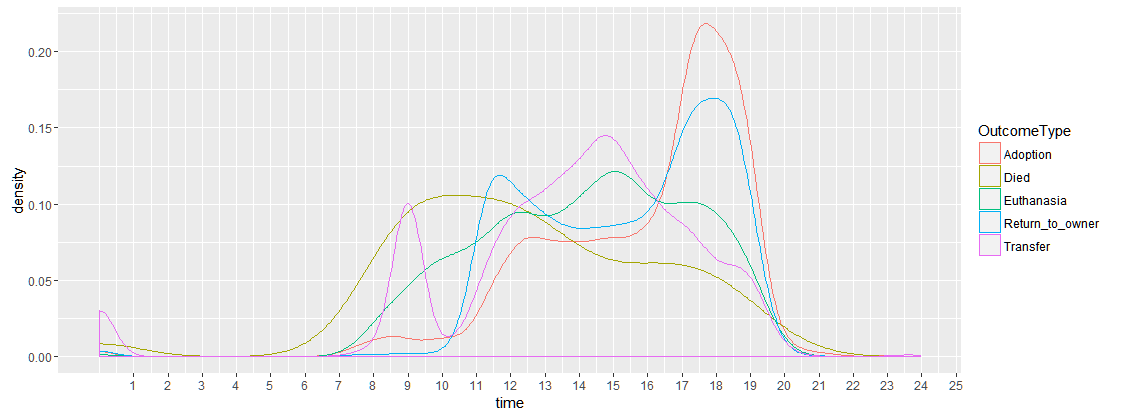 0.20
0.15
0.10
0.05
0.00
density
1 2 3 4 5 6 7 8 9 10 11 12 13 14 15 16 17 18 19 20 21 22 23 24 25
time
OutcomeType
Adoption
Died
Euthanasia
Return_to_owner
Transfer